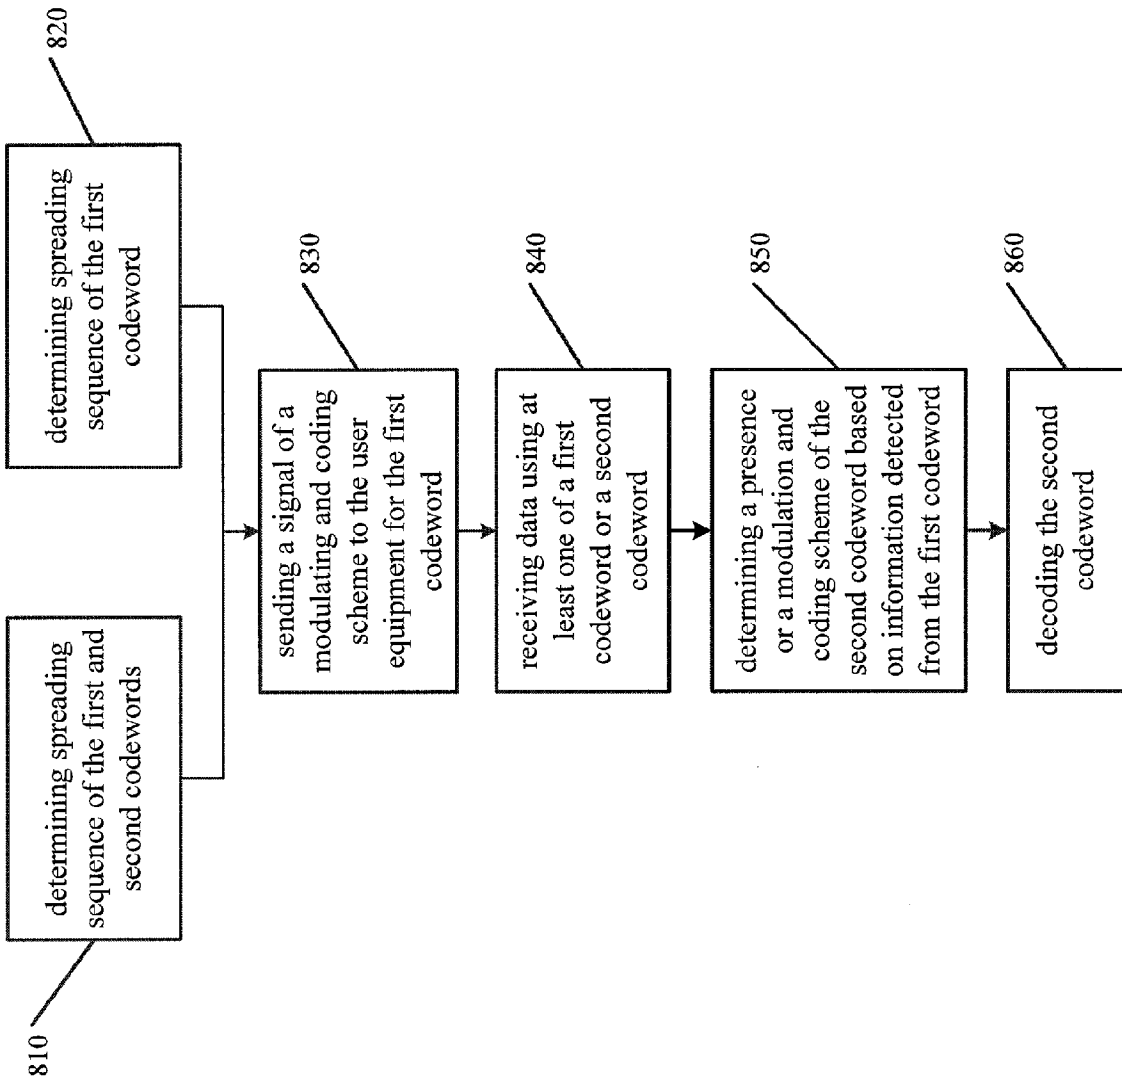 810
determining spreading
sequence of the first and
second codewords
820
determining spreading
sequence of the first
codeword
830
sending a signal of a
modulating and coding
scheme to the user
equipment for the first
codeword
840
receiving data using at
least one of a first
codeword or a second
codeword
850
determining a presence
or a modulation and
coding scheme of the
second codeword based
on information detected
from the first codeword
860
decoding the second
codeword